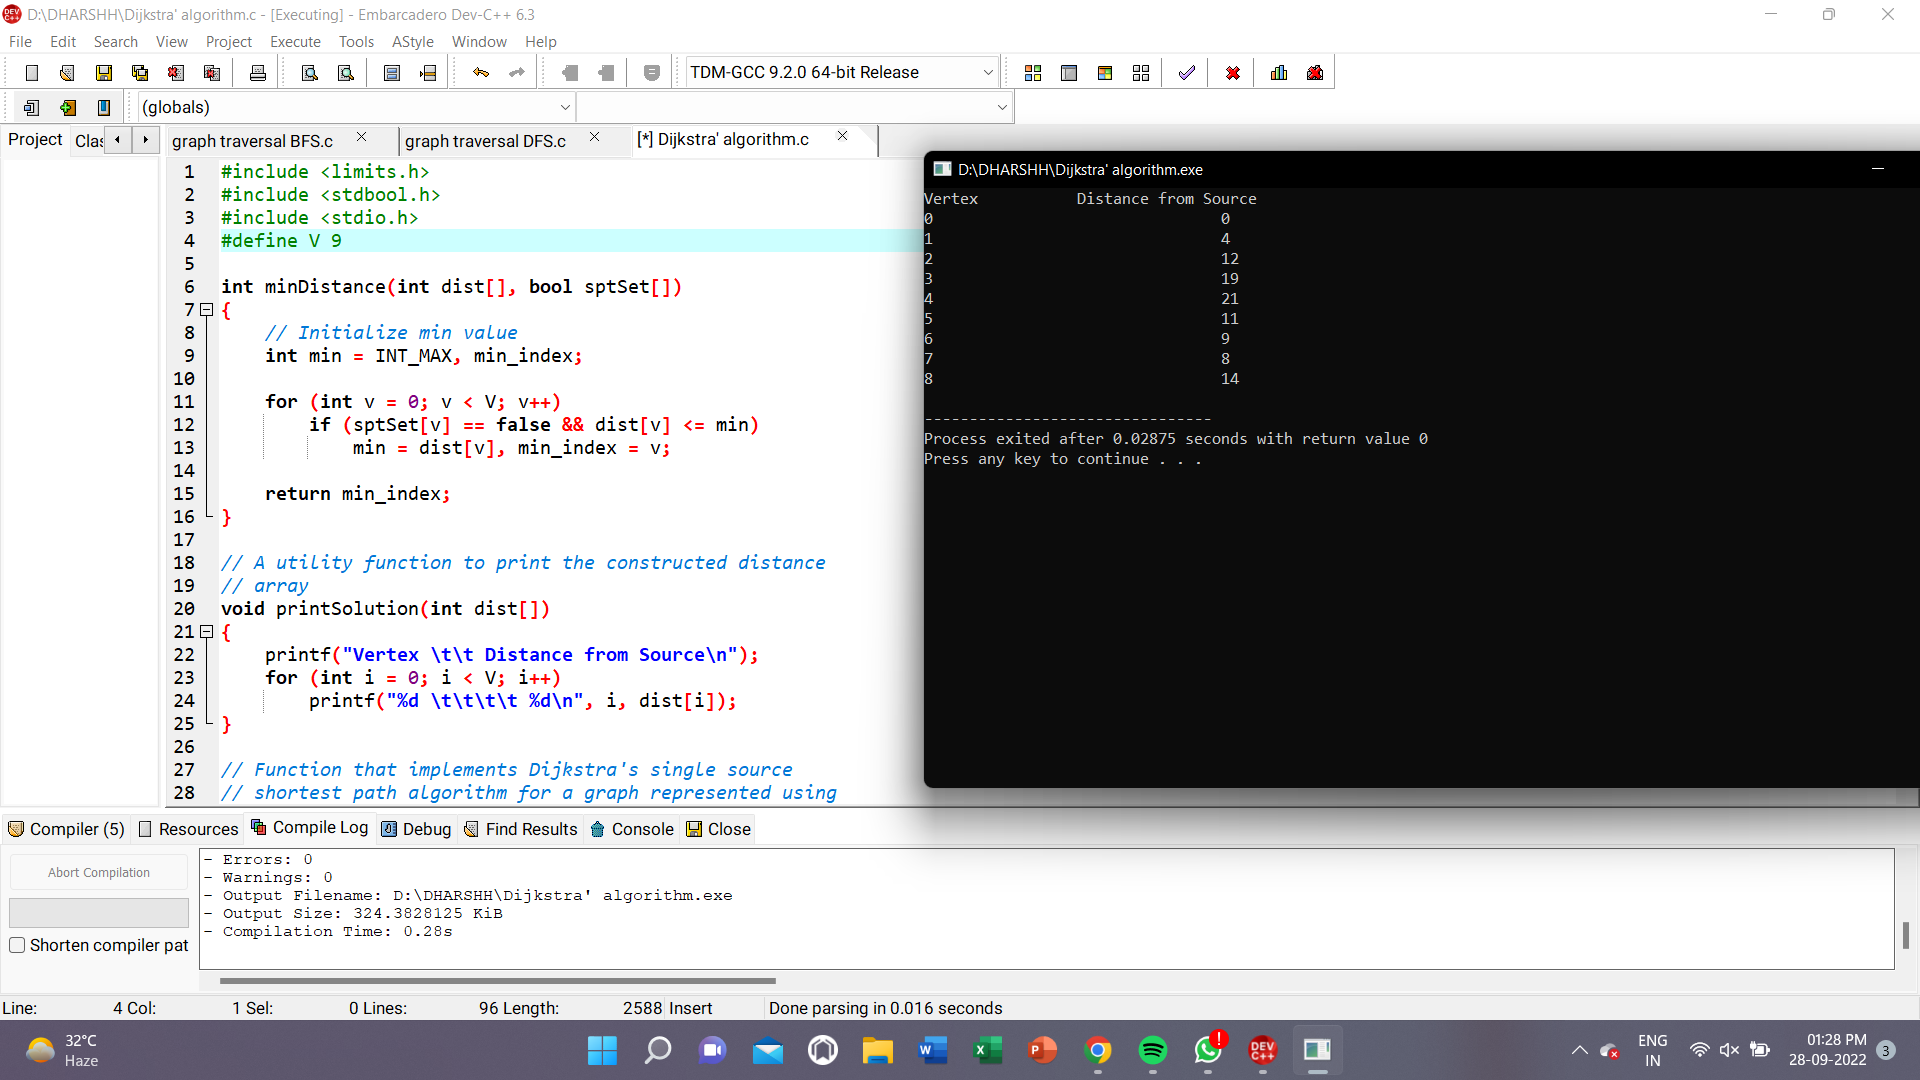 D:\DHARSHH\Dijkstra' algorithm.c - [Executing] - Embarcadero Dev-C++ 6.3
File Edit Search View Project Execute Tools AStyle Window Help
TDM-GCC 9.2.0 64-bit Release
(globals)
Project Clas
graph traversal BFS.c graph traversal DFS.c [*] Dijkstra' algorithm.c
1 #include <limits.h>
2 #include <stdbool.h>
3 #include <stdio.h>
4 #define V 9
5
6 int minDistance(int dist[], bool sptSet[])
7 {
8 // Initialize min value
9 int min = INT_MAX, min_index;
10
11 for (int v = 0; v < V; v++)
12 if (sptSet[v] == false && dist[v] <= min)
13 min = dist[v], min_index = v;
14
15 return min_index;
16 }
17
18 // A utility function to print the constructed distance
19 // array
20 void printSolution(int dist[])
21 {
22 printf("Vertex \t\t Distance from Source\n");
23 for (int i = 0; i < V; i++)
24 printf("%d \t\t\t\t %d\n", i, dist[i]);
25 }
26
27 // Function that implements Dijkstra's single source
28 // shortest path algorithm for a graph represented using
D:\DHARSHH\Dijkstra' algorithm.exe
Vertex Distance from Source
0 0
1 4
2 12
3 19
4 21
5 11
6 9
7 8
8 14
--------------------------------
Process exited after 0.02875 seconds with return value 0
Press any key to continue . . .
Compiler (5) Resources Compile Log Debug Find Results Console Close
Abort Compilation
Shorten compiler pat
- Errors: 0
- Warnings: 0
- Output Filename: D:\DHARSHH\Dijkstra' algorithm.exe
- Output Size: 324.3828125 KiB
- Compilation Time: 0.28s
Line: 4 Col: 1 Sel: 0 Lines: 96 Length: 2588 Insert Done parsing in 0.016 seconds
32°C
Haze
DEV C++
ENG
IN
01:28 PM
28-09-2022
3